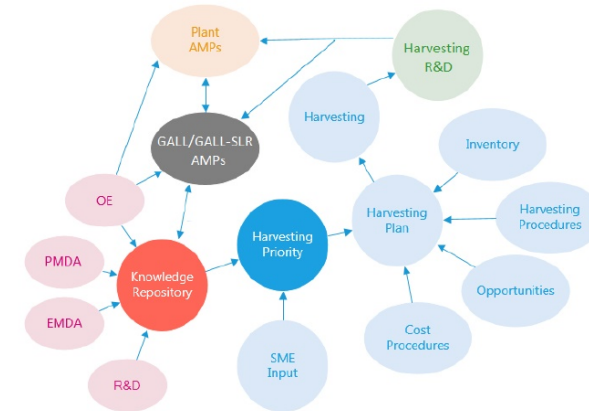 Plant
AMPs
Harvesting
R&D
Harvesting
GALL/GALL-SLR
AMPs
Inventory
OE
Harvesting
Procedures
Harvesting
Plan
Harvesting
Priority
PMDA
Knowledge
Repository
Opportunities
EMDA
Cost
Procedures
SME
Input
R&D